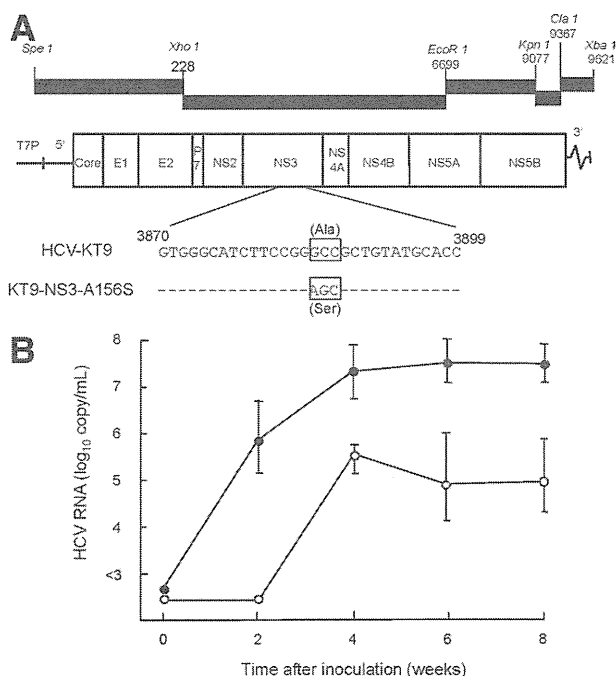 A
Spe 1
Xho 1
228
EcoR 1
6699
Kpn 1
9077
Cla 1
9367
Xba 1
9621
T7P
5'
Core
E1
E2
p
7
NS2
NS3
NS
4A
NS4B
NS5A
NS5B
3'
3870
(Ala)
3899
HCV-KT9
GTGGGCATCTTCCGGGCCGCTGTATGCACC
KT9-NS3-A156S
---------------AGC------------
(Ser)
B
HCV RNA (log10 copy/mL)
8
7
6
5
4
<3
0
2
4
6
8
Time after inoculation (weeks)